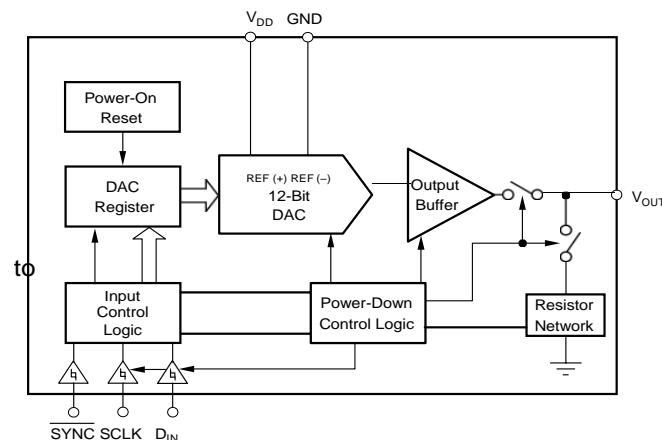 V_DD GND
Power-On
Reset
DAC
Register
REF (+) REF (–)
12-Bit
DAC
Output
Buffer
V_OUT
to
Input
Control
Logic
Power-Down
Control Logic
Resistor
Network
S̅Y̅N̅C̅ SCLK D_IN